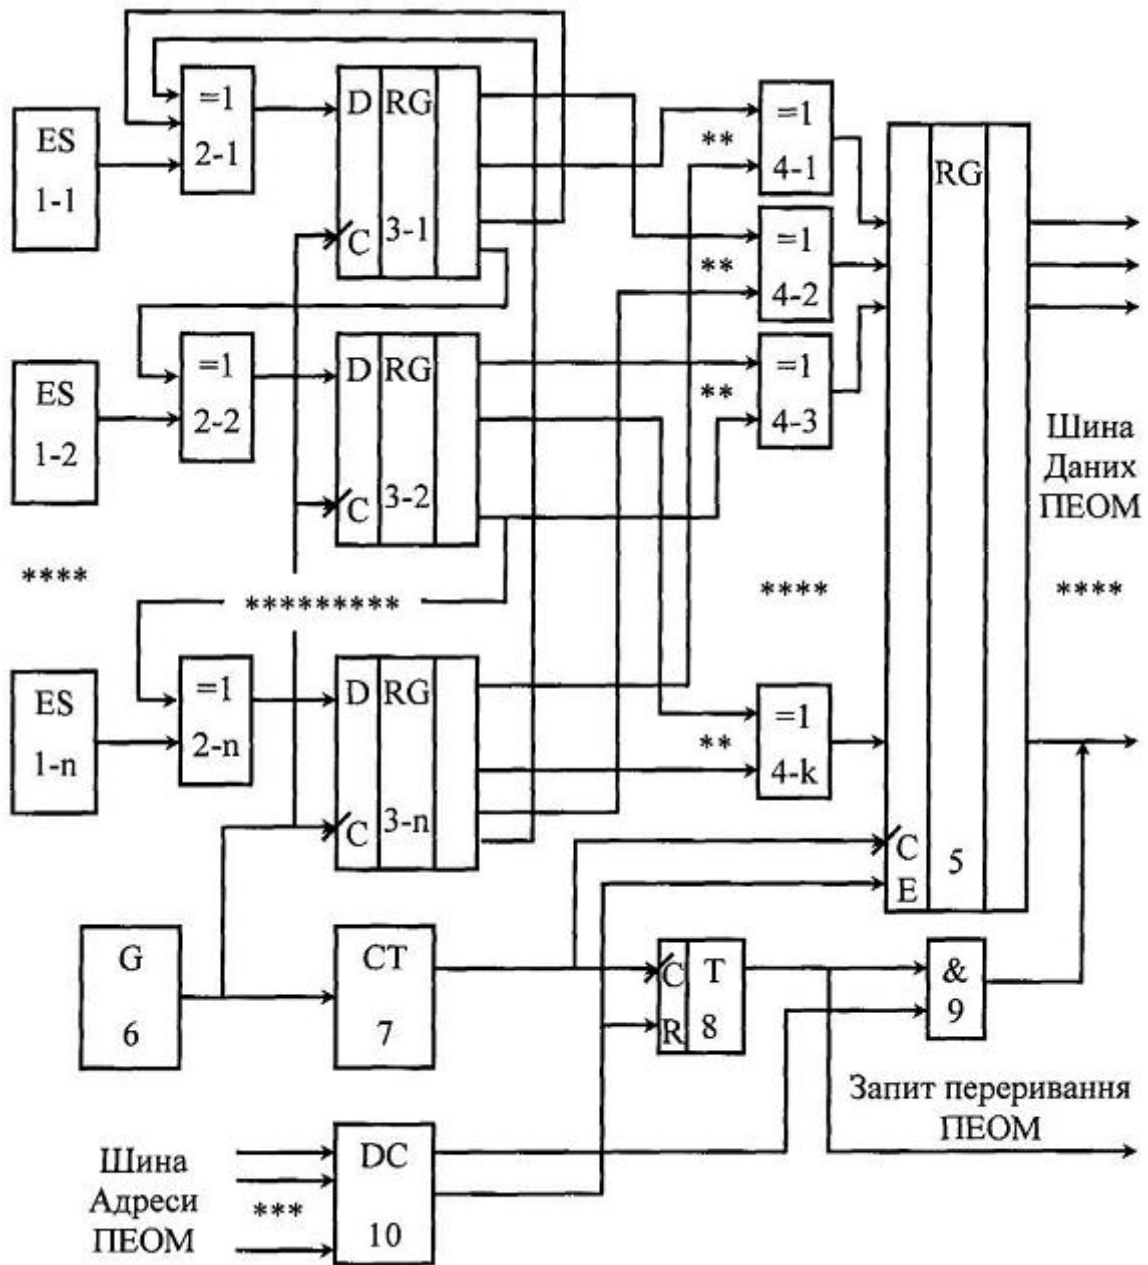 ES
1-1
=1
2-1
D RG
3-1
C
**
=1
4-1
**
=1
4-2
RG
ES
1-2
=1
2-2
D RG
3-2
C
**
=1
4-3
Шина
Даних
ПЕОМ
****
*********
****
****
ES
1-n
=1
2-n
D RG
3-n
C
**
=1
4-k
C
E
5
G
6
CT
7
C
R
T
8
&
9
Запит переривання
ПЕОМ
Шина
Адреси
ПЕОМ
***
DC
10